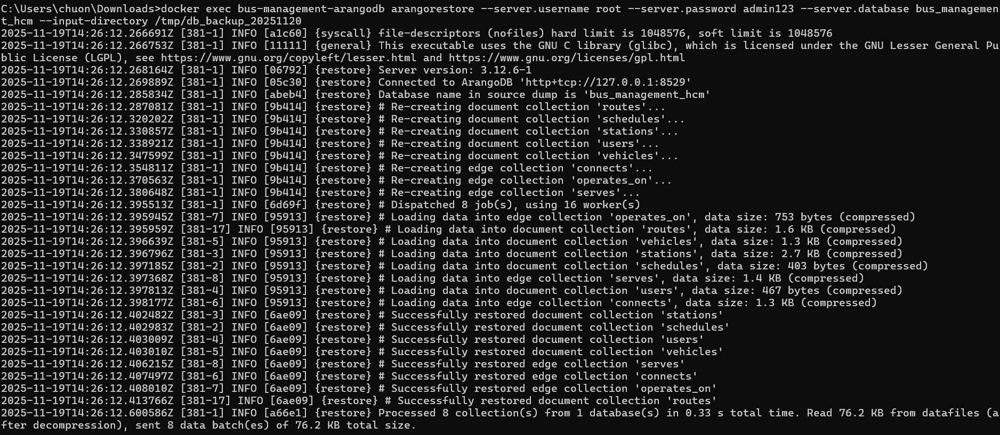 C:\Users\chuon\Downloads>docker exec bus-management-arangodb arangorestore --server.username root --server.password admin123 --server.database bus_managemen
t_hcm --input-directory /tmp/db_backup_20251120
2025-11-19T14:26:12.266691Z [381-1] INFO [a1c60] {syscall} file-descriptors (nofiles) hard limit is 1048576, soft limit is 1048576
2025-11-19T14:26:12.266753Z [381-1] INFO [11111] {general} This executable uses the GNU C library (glibc), which is licensed under the GNU Lesser General Pu
blic License (LGPL), see https://www.gnu.org/copyleft/lesser.html and https://www.gnu.org/licenses/gpl.html
2025-11-19T14:26:12.268164Z [381-1] INFO [06792] {restore} Server version: 3.12.6-1
2025-11-19T14:26:12.269889Z [381-1] INFO [05c30] {restore} Connected to ArangoDB 'http+tcp://127.0.0.1:8529'
2025-11-19T14:26:12.285834Z [381-1] INFO [abeb4] {restore} Database name in source dump is 'bus_management_hcm'
2025-11-19T14:26:12.287081Z [381-1] INFO [9b414] {restore} # Re-creating document collection 'routes'...
2025-11-19T14:26:12.320202Z [381-1] INFO [9b414] {restore} # Re-creating document collection 'schedules'...
2025-11-19T14:26:12.330857Z [381-1] INFO [9b414] {restore} # Re-creating document collection 'stations'...
2025-11-19T14:26:12.338921Z [381-1] INFO [9b414] {restore} # Re-creating document collection 'users'...
2025-11-19T14:26:12.347599Z [381-1] INFO [9b414] {restore} # Re-creating document collection 'vehicles'...
2025-11-19T14:26:12.354811Z [381-1] INFO [9b414] {restore} # Re-creating edge collection 'connects'...
2025-11-19T14:26:12.370563Z [381-1] INFO [9b414] {restore} # Re-creating edge collection 'operates_on'...
2025-11-19T14:26:12.380648Z [381-1] INFO [9b414] {restore} # Re-creating edge collection 'serves'...
2025-11-19T14:26:12.395513Z [381-1] INFO [6d69f] {restore} # Dispatched 8 job(s), using 16 worker(s)
2025-11-19T14:26:12.395945Z [381-7] INFO [95913] {restore} # Loading data into edge collection 'operates_on', data size: 753 bytes (compressed)
2025-11-19T14:26:12.395959Z [381-17] INFO [95913] {restore} # Loading data into document collection 'routes', data size: 1.6 KB (compressed)
2025-11-19T14:26:12.396639Z [381-5] INFO [95913] {restore} # Loading data into document collection 'vehicles', data size: 1.3 KB (compressed)
2025-11-19T14:26:12.396796Z [381-3] INFO [95913] {restore} # Loading data into document collection 'stations', data size: 2.7 KB (compressed)
2025-11-19T14:26:12.397185Z [381-2] INFO [95913] {restore} # Loading data into document collection 'schedules', data size: 403 bytes (compressed)
2025-11-19T14:26:12.397368Z [381-8] INFO [95913] {restore} # Loading data into edge collection 'serves', data size: 1.4 KB (compressed)
2025-11-19T14:26:12.397813Z [381-4] INFO [95913] {restore} # Loading data into document collection 'users', data size: 467 bytes (compressed)
2025-11-19T14:26:12.398177Z [381-6] INFO [95913] {restore} # Loading data into edge collection 'connects', data size: 1.3 KB (compressed)
2025-11-19T14:26:12.402482Z [381-3] INFO [6ae09] {restore} # Successfully restored document collection 'stations'
2025-11-19T14:26:12.402983Z [381-2] INFO [6ae09] {restore} # Successfully restored document collection 'schedules'
2025-11-19T14:26:12.403009Z [381-4] INFO [6ae09] {restore} # Successfully restored document collection 'users'
2025-11-19T14:26:12.403010Z [381-5] INFO [6ae09] {restore} # Successfully restored document collection 'vehicles'
2025-11-19T14:26:12.406215Z [381-8] INFO [6ae09] {restore} # Successfully restored edge collection 'serves'
2025-11-19T14:26:12.407497Z [381-6] INFO [6ae09] {restore} # Successfully restored edge collection 'connects'
2025-11-19T14:26:12.408010Z [381-7] INFO [6ae09] {restore} # Successfully restored edge collection 'operates_on'
2025-11-19T14:26:12.413766Z [381-17] INFO [6ae09] {restore} # Successfully restored document collection 'routes'
2025-11-19T14:26:12.600586Z [381-1] INFO [a66e1] {restore} Processed 8 collection(s) from 1 database(s) in 0.33 s total time. Read 76.2 KB from datafiles (a
fter decompression), sent 8 data batch(es) of 76.2 KB total size.